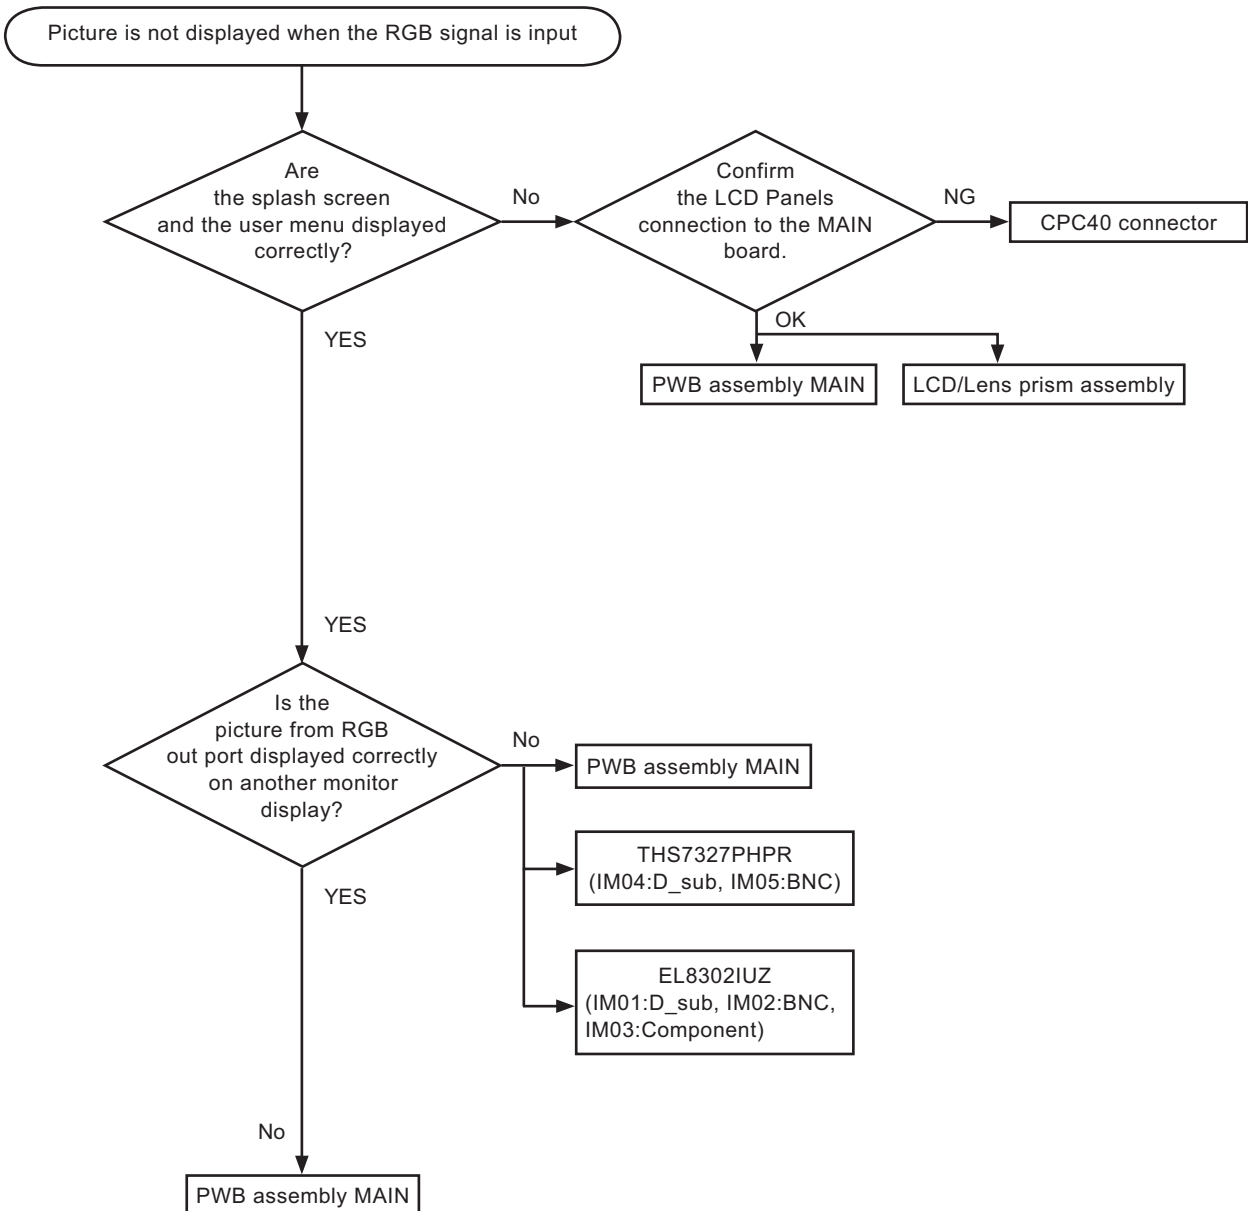 Picture is not displayed when the RGB signal is input
Are
the splash screen
and the user menu displayed
correctly?
No
Confirm
the LCD Panels
connection to the MAIN
board.
NG
CPC40 connector
YES
OK
PWB assembly MAIN
LCD/Lens prism assembly
YES
Is the
picture from RGB
out port displayed correctly
on another monitor
display?
No
PWB assembly MAIN
THS7327PHPR
(IM04:D_sub, IM05:BNC)
YES
EL8302IUZ
(IM01:D_sub, IM02:BNC,
IM03:Component)
No
PWB assembly MAIN